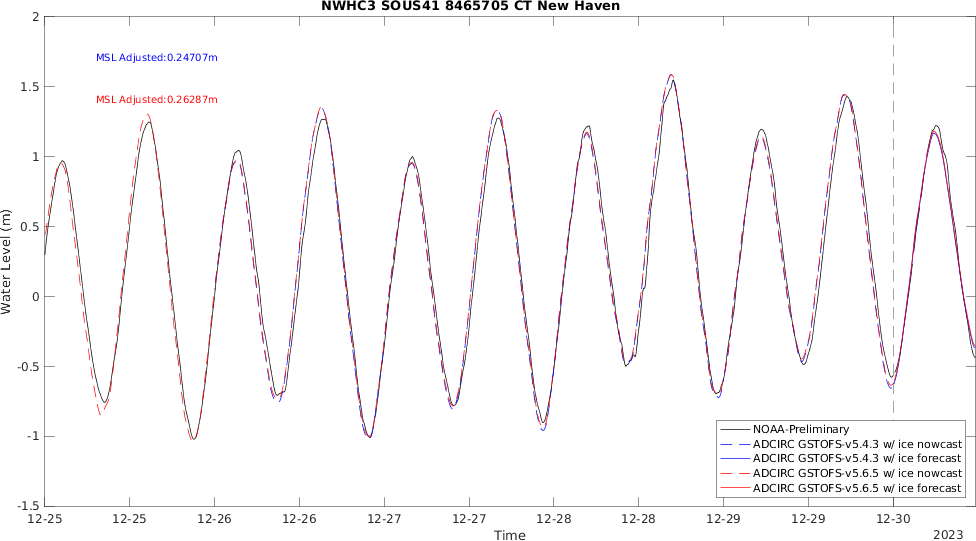 NWHC3 SOUS41 8465705 CT New Haven
2
1.5
1
0.5
0
-0.5
-1
-1.5
Water Level (m)
MSL Adjusted:0.24707m
MSL Adjusted:0.26287m
NOAA-Preliminary
ADCIRC GSTOFS-v5.4.3 w/ ice nowcast
ADCIRC GSTOFS-v5.4.3 w/ ice forecast
ADCIRC GSTOFS-v5.6.5 w/ ice nowcast
ADCIRC GSTOFS-v5.6.5 w/ ice forecast
12-25 12-25 12-26 12-26 12-27 12-27 12-28 12-28 12-29 12-29 12-30
Time
2023